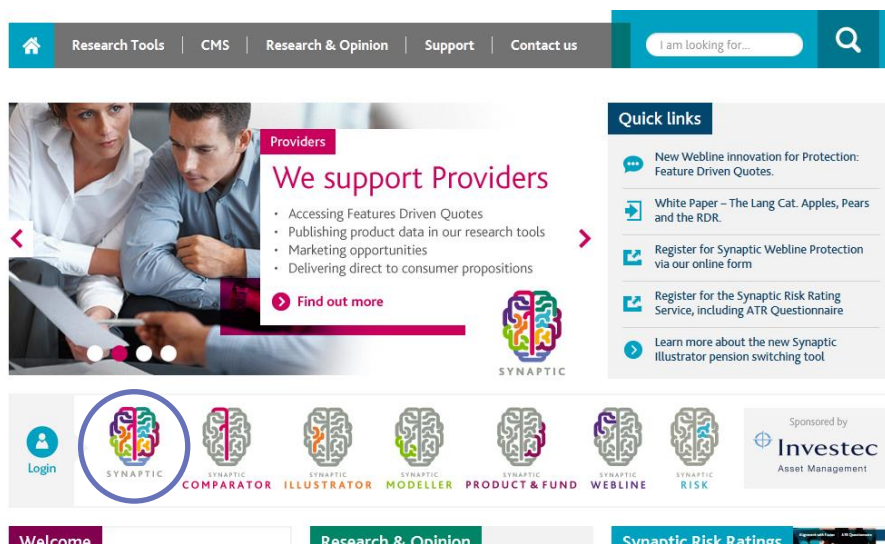 Research Tools
CMS
Research & Opinion
Support
Contact us
I am looking for...
Providers
We support Providers
Accessing Features Driven Quotes
Publishing product data in our research tools
Marketing opportunities
Delivering direct to consumer propositions
Find out more
SYNAPTIC
Quick links
New Webline innovation for Protection:
Feature Driven Quotes.
White Paper – The Lang Cat. Apples, Pears
and the RDR.
Register for Synaptic Webline Protection
via our online form
Register for the Synaptic Risk Rating
Service, including ATR Questionnaire
Learn more about the new Synaptic
Illustrator pension switching tool
Login
SYNAPTIC
SYNAPTIC
COMPARATOR
SYNAPTIC
ILLUSTRATOR
SYNAPTIC
MODELLER
SYNAPTIC
PRODUCT & FUND
SYNAPTIC
WEBLINE
SYNAPTIC
RISK
Sponsored by
Investec
Asset Management
Welcome
Research & Opinion
Synaptic Risk Ratings